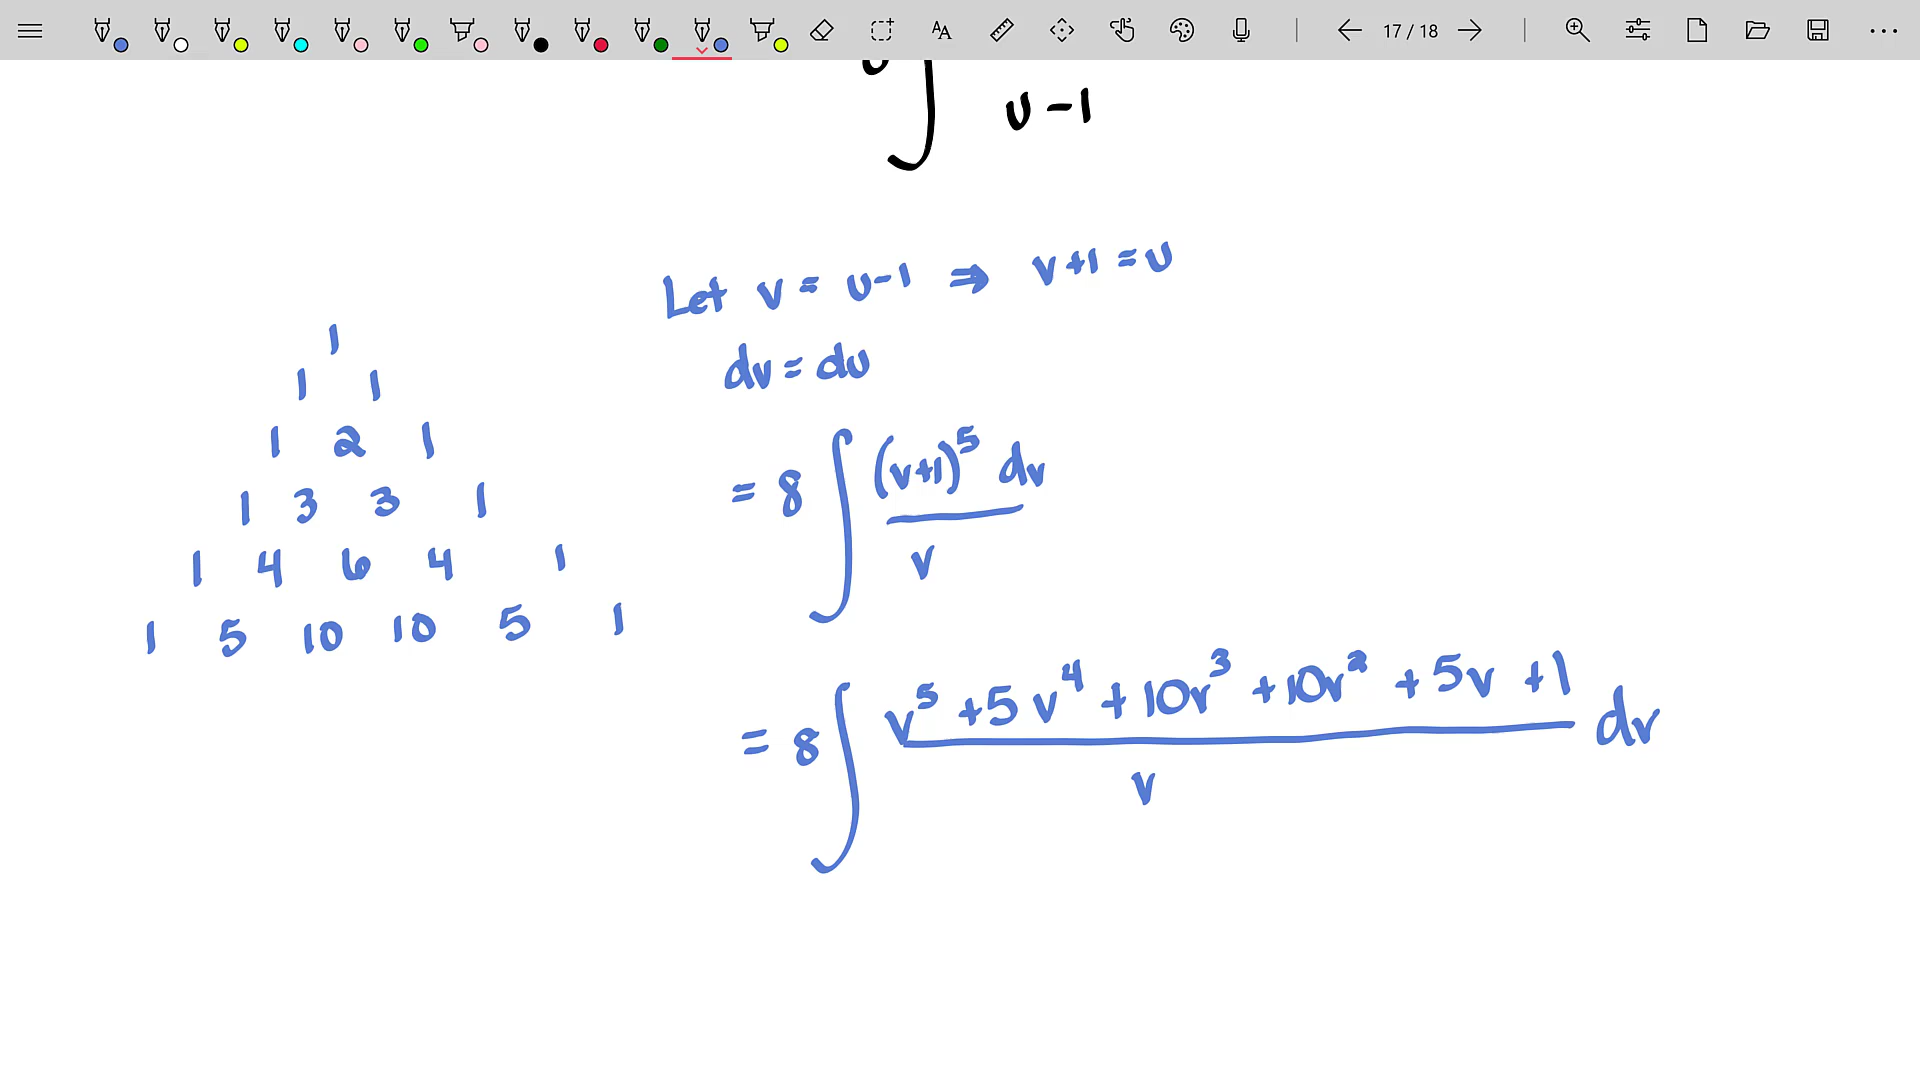 17 / 18
u - 1
Let v = u - 1 ⇒ v + 1 = u
dv = du
1
1 1
1 2 1
1 3 3 1
1 4 6 4 1
1 5 10 10 5 1
= 8 ∫ (v+1)^5 dv / v
= 8 ∫ (v^5 + 5v^4 + 10v^3 + 10v^2 + 5v + 1) / v dv